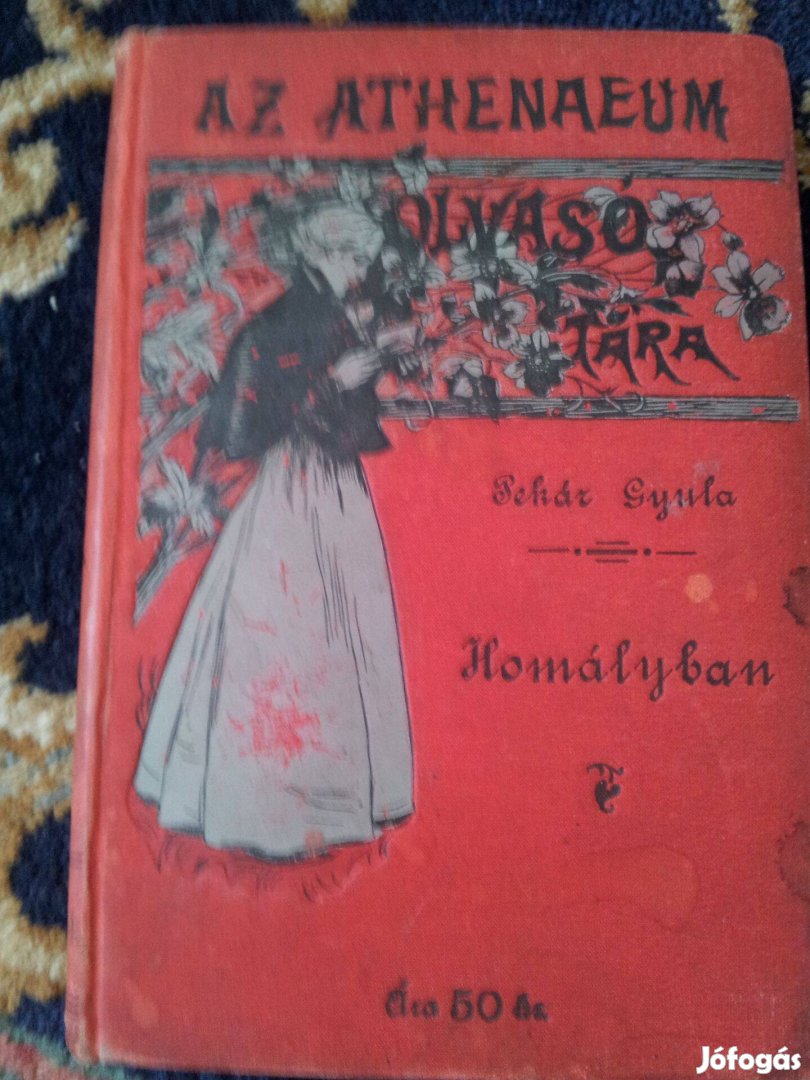 AZ ATHENAEUM
OLVASÓ
TÁRA
Pekár Gyula
Homályban
Ára 50 kr.
Jófogás